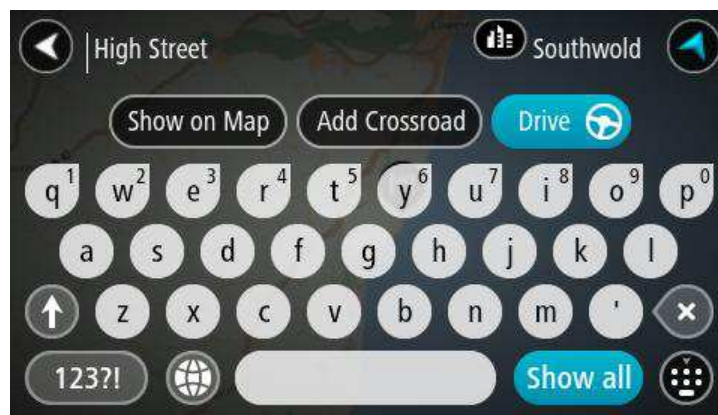 High Street Southwold
Show on Map Add Crossroad Drive
q1 w2 e3 r4 t5 y6 u7 i8 o9 p0
a s d f g h j k l
z x c v b n m '
123?! Show all